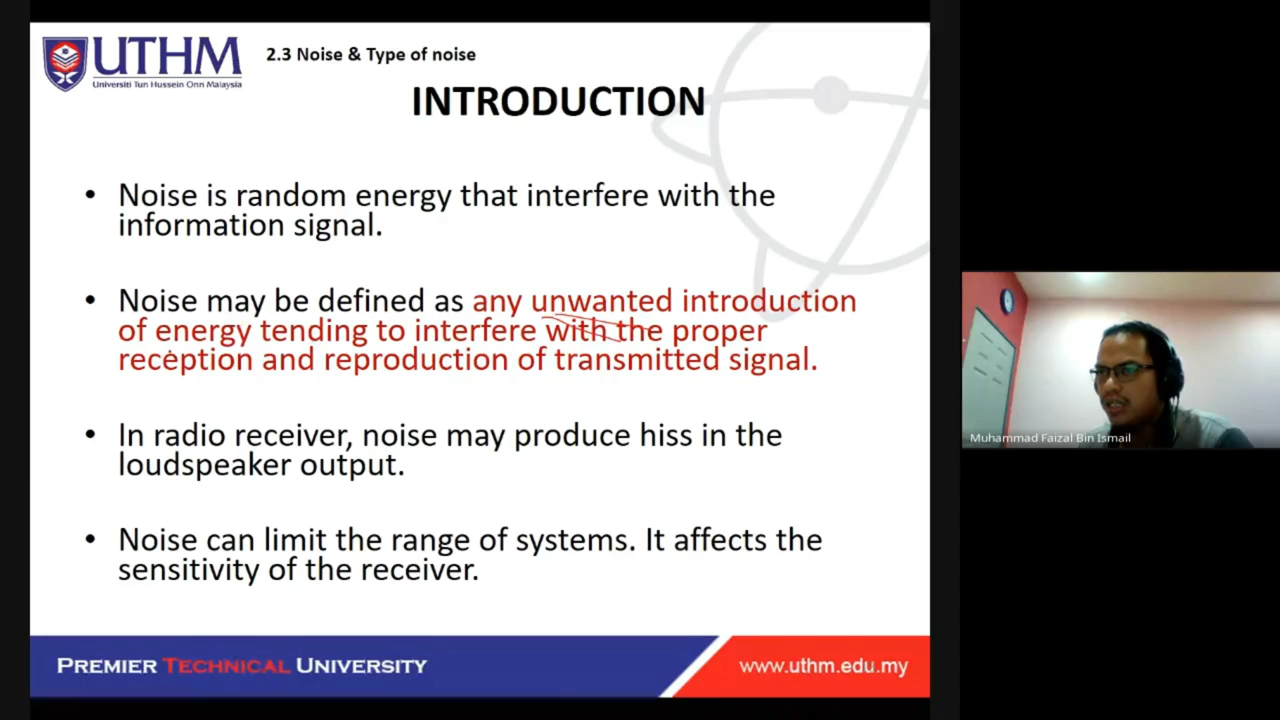 UTHM
Universiti Tun Hussein Onn Malaysia
2.3 Noise & Type of noise
INTRODUCTION
• Noise is random energy that interfere with the
information signal.
• Noise may be defined as any unwanted introduction
of energy tending to interfere with the proper
reception and reproduction of transmitted signal.
• In radio receiver, noise may produce hiss in the
loudspeaker output.
• Noise can limit the range of systems. It affects the
sensitivity of the receiver.
Muhammad Faizal Bin Ismail
PREMIER TECHNICAL UNIVERSITY
www.uthm.edu.my